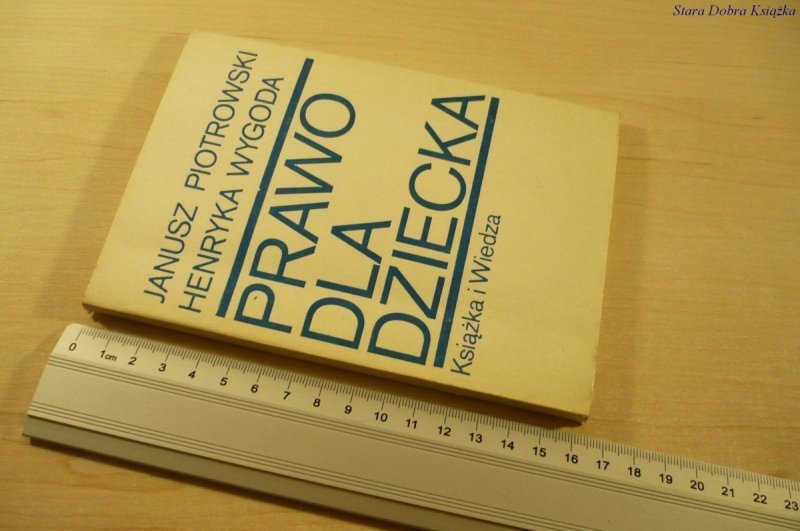 Stara Dobra Książka
JANUSZ PIOTROWSKI
HENRYKA WYGODA
PRAWO
DLA
DZIECKA
Książka i Wiedza
0 1cm 2 3 4 5 6 7 8 9 10 11 12 13 14 15 16 17 18 19 20 21 22 23